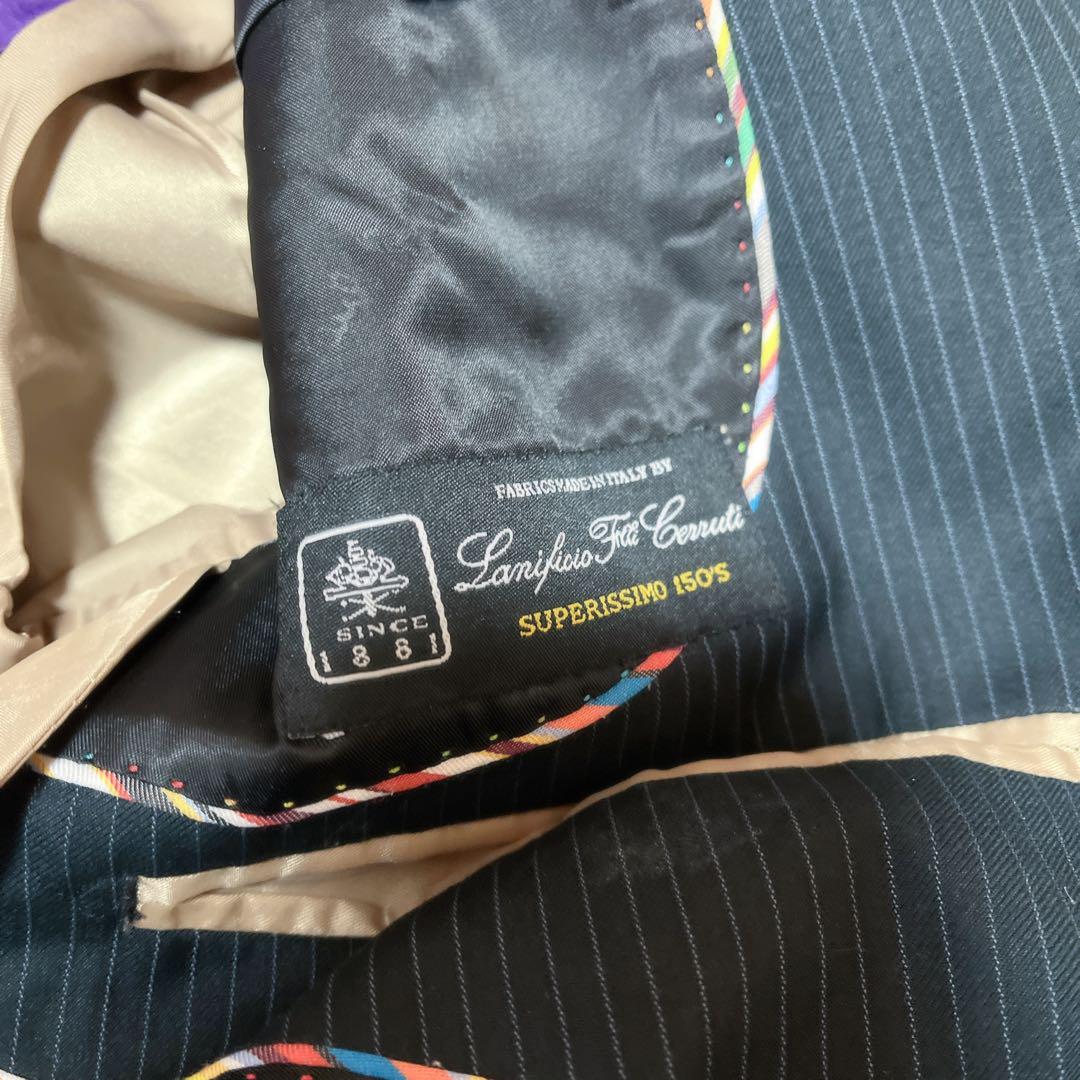 FABRICS MADE IN ITALY BY
Lanificio Flli Cerruti
SUPERISSIMO 150'S
SINCE
1881